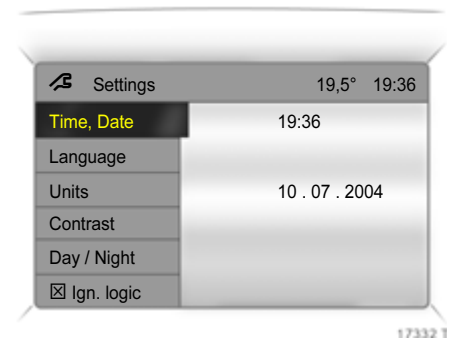 Settings 19,5° 19:36
Time, Date 19:36
Language
Units 10 . 07 . 2004
Contrast
Day / Night
☒ Ign. logic
17332 T